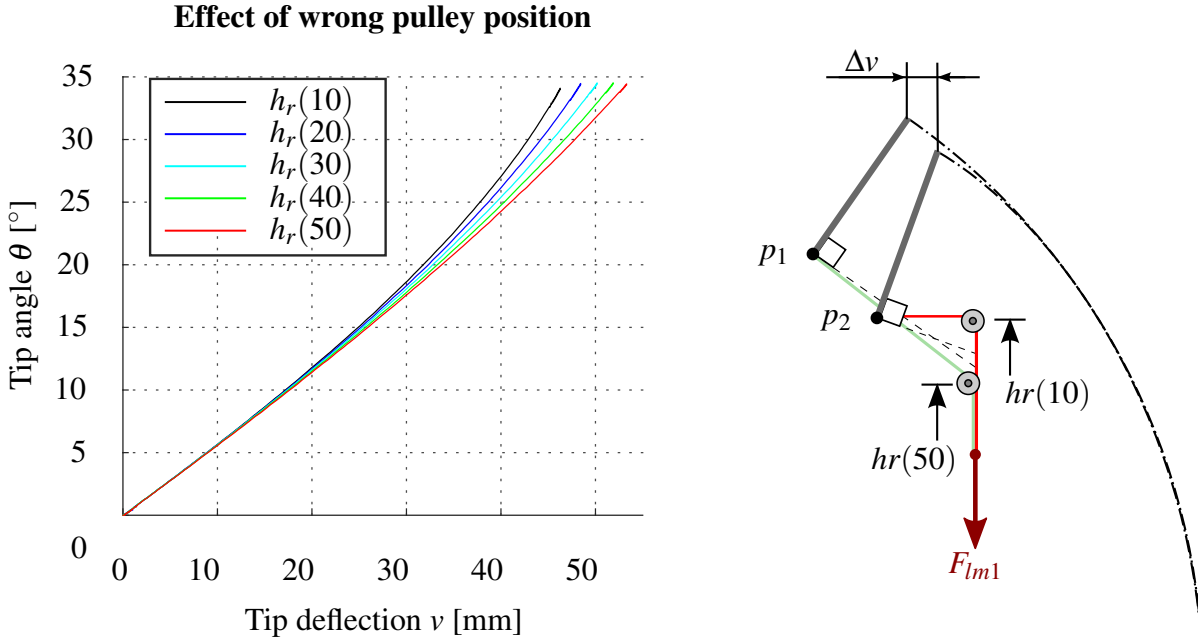 Effect of wrong pulley position
35
30
25
20
15
10
5
0
Tip angle θ [°]
h_r(10)
h_r(20)
h_r(30)
h_r(40)
h_r(50)
0 10 20 30 40 50
Tip deflection v [mm]
Δv
p_1
p_2
hr(10)
hr(50)
F_{lm1}